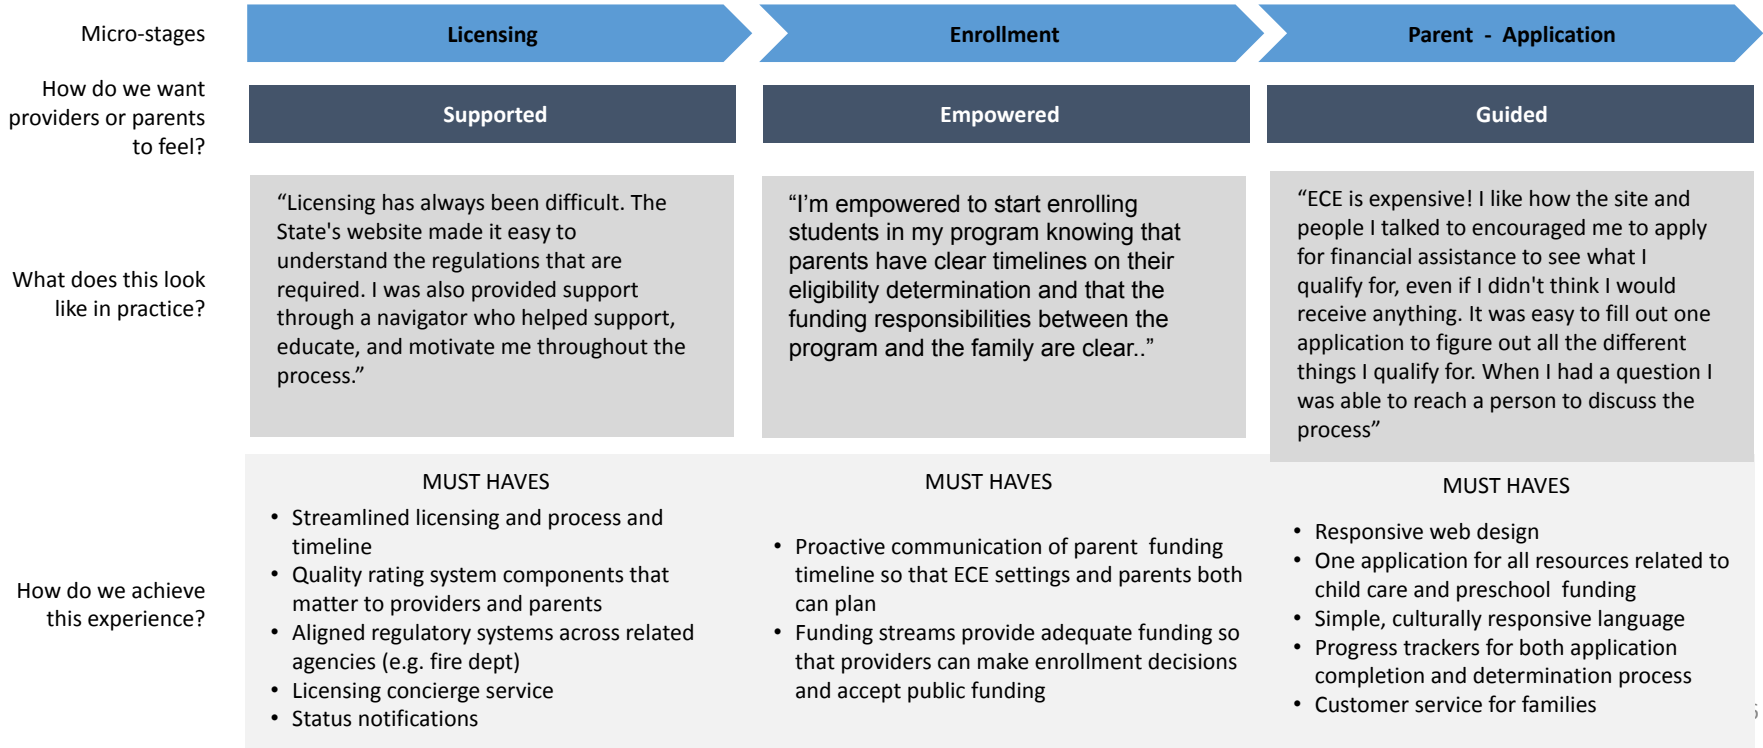 Micro-stages
Licensing
Enrollment
Parent - Application
How do we want
providers or parents
to feel?
Supported
Empowered
Guided
What does this look
like in practice?
“Licensing has always been difficult. The
State's website made it easy to
understand the regulations that are
required. I was also provided support
through a navigator who helped support,
educate, and motivate me throughout the
process.”
“I’m empowered to start enrolling
students in my program knowing that
parents have clear timelines on their
eligibility determination and that the
funding responsibilities between the
program and the family are clear..”
“ECE is expensive! I like how the site and
people I talked to encouraged me to apply
for financial assistance to see what I
qualify for, even if I didn't think I would
receive anything. It was easy to fill out one
application to figure out all the different
things I qualify for. When I had a question I
was able to reach a person to discuss the
process”
How do we achieve
this experience?
MUST HAVES
• Streamlined licensing and process and
timeline
• Quality rating system components that
matter to providers and parents
• Aligned regulatory systems across related
agencies (e.g. fire dept)
• Licensing concierge service
• Status notifications
MUST HAVES
• Proactive communication of parent funding
timeline so that ECE settings and parents both
can plan
• Funding streams provide adequate funding so
that providers can make enrollment decisions
and accept public funding
MUST HAVES
• Responsive web design
• One application for all resources related to
child care and preschool funding
• Simple, culturally responsive language
• Progress trackers for both application
completion and determination process
• Customer service for families